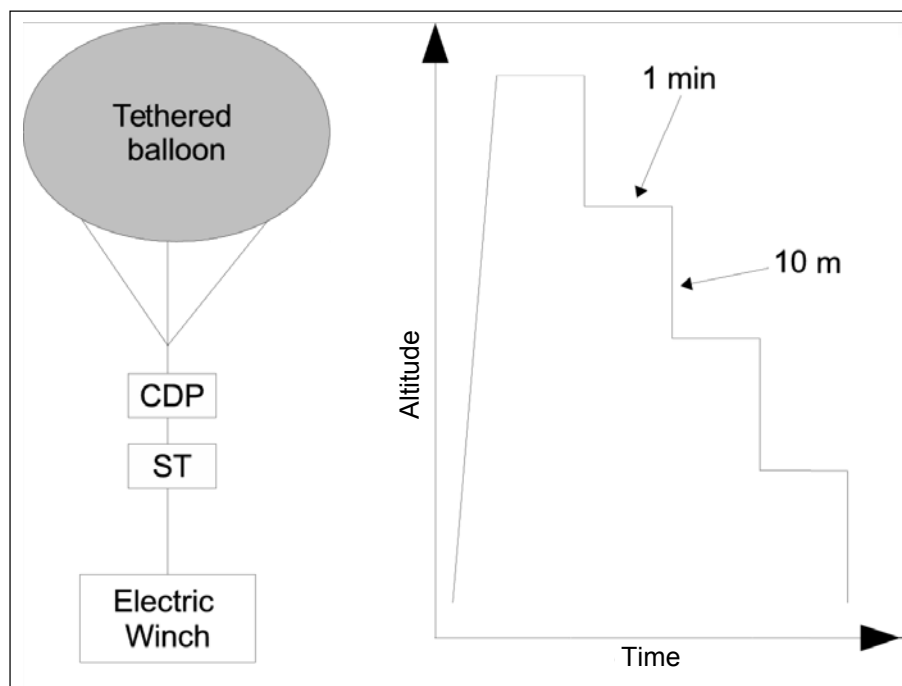 Tethered
balloon
CDP
ST
Electric
Winch
Altitude
1 min
10 m
Time